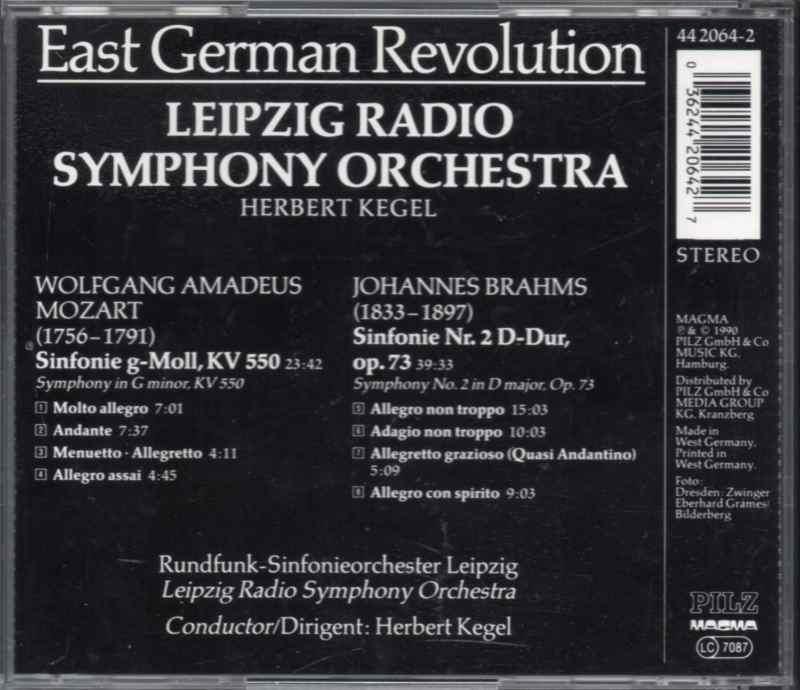 East German Revolution
LEIPZIG RADIO
SYMPHONY ORCHESTRA
HERBERT KEGEL
WOLFGANG AMADEUS
MOZART
(1756–1791)
Sinfonie g-Moll, KV 550 23:42
Symphony in G minor, KV 550
1 Molto allegro 7:01
2 Andante 7:37
3 Menuetto · Allegretto 4:11
4 Allegro assai 4:45
JOHANNES BRAHMS
(1833–1897)
Sinfonie Nr. 2 D-Dur,
op. 73 39:33
Symphony No. 2 in D major, Op. 73
5 Allegro non troppo 15:03
6 Adagio non troppo 10:03
7 Allegretto grazioso (Quasi Andantino)
5:09
8 Allegro con spirito 9:03
Rundfunk-Sinfonieorchester Leipzig
Leipzig Radio Symphony Orchestra
Conductor/Dirigent: Herbert Kegel
44 2064-2
0 36244 20642 7
STEREO
MAGMA
℗ & © 1990
PILZ GmbH & Co
MUSIC KG.
Hamburg.
Distributed by
PILZ GmbH & Co
MEDIA GROUP
KG. Kranzberg
Made in
West Germany.
Printed in
West Germany.
Foto:
Dresden: Zwinger
Eberhard Grames/
Bilderberg
PILZ
MAGMA
LC 7087